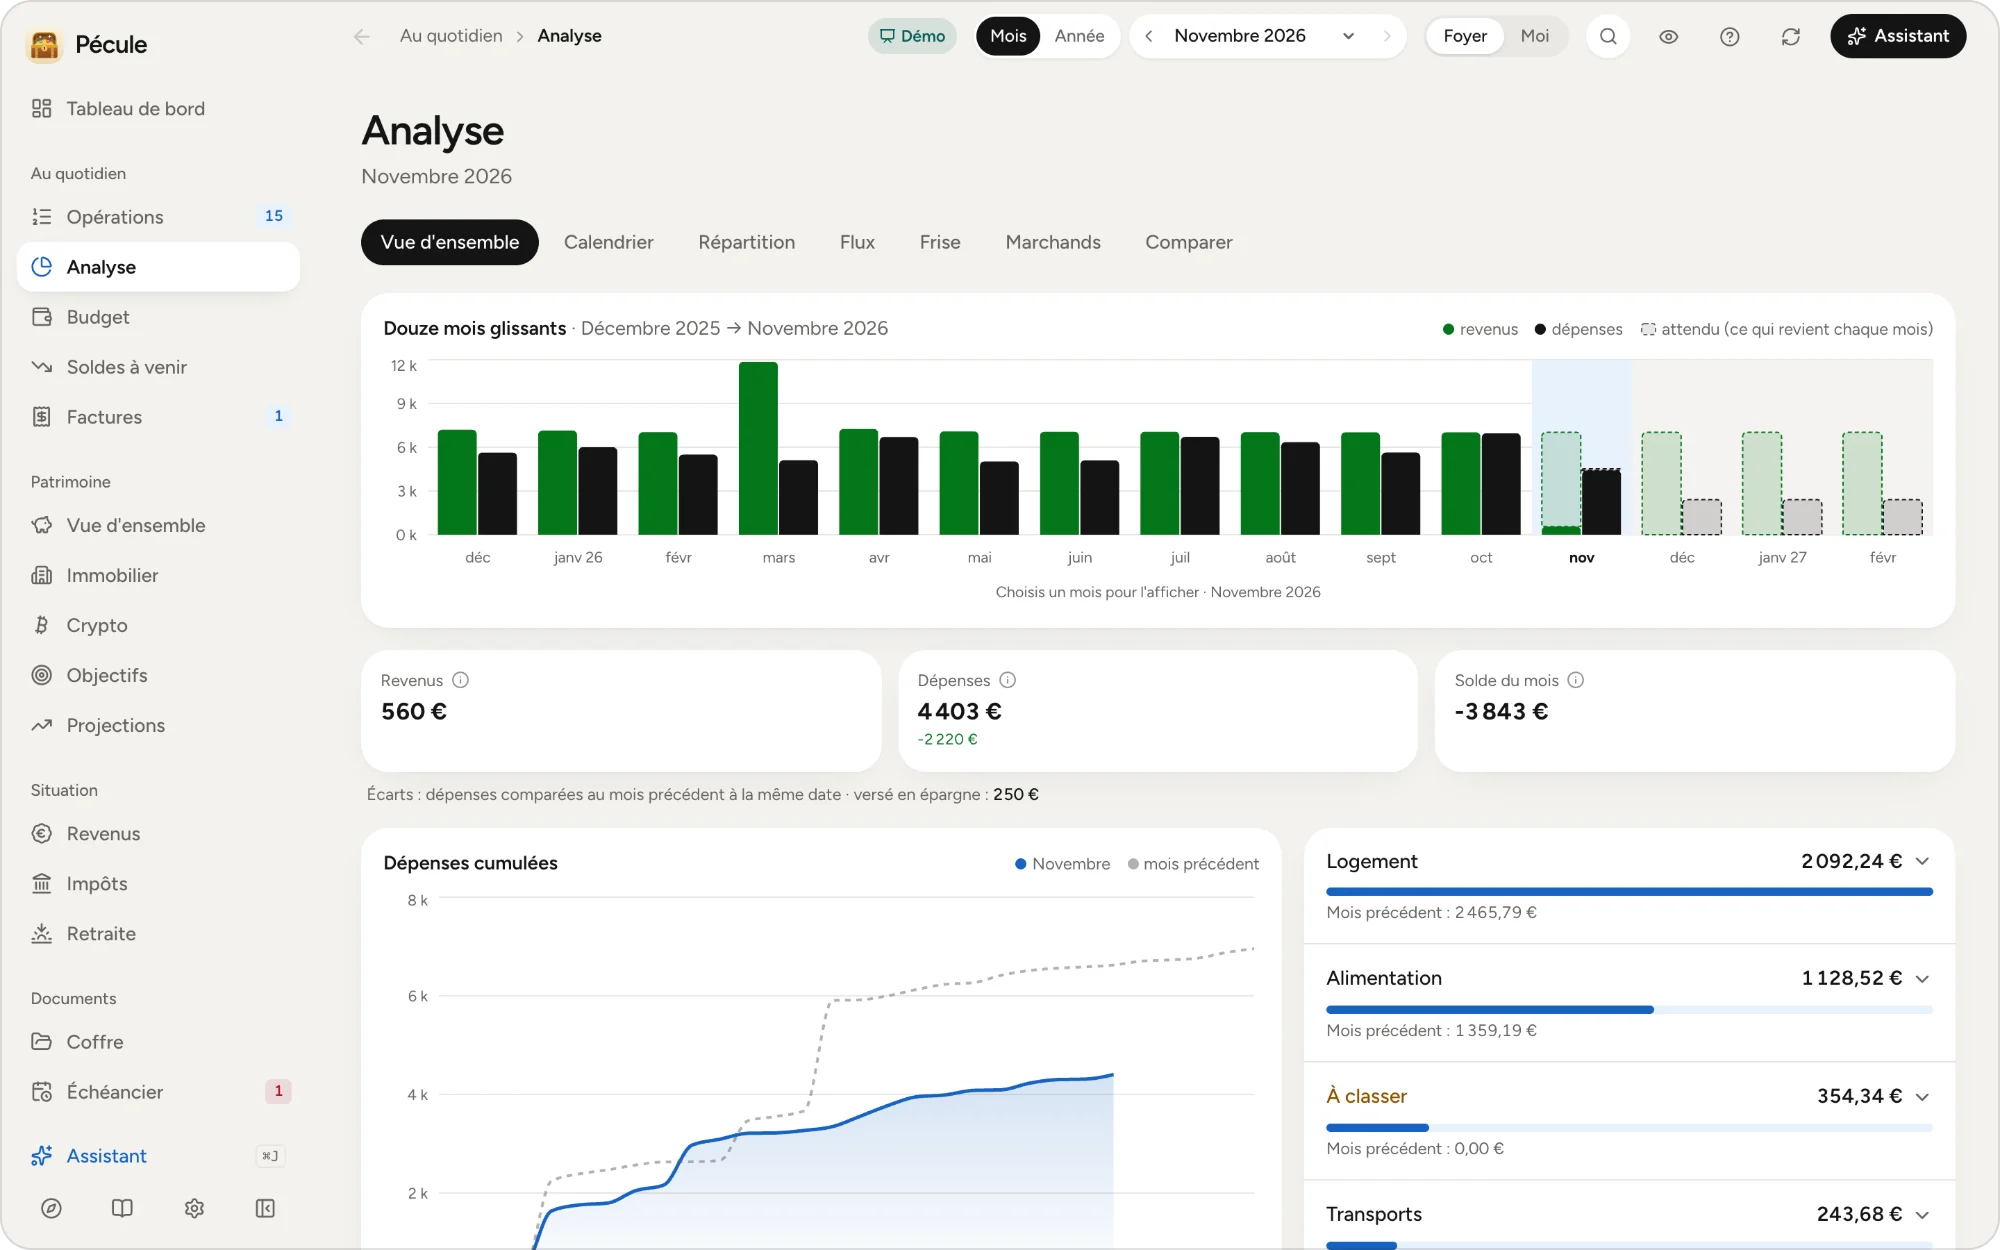 Pécule
Au quotidien > Analyse
Démo
Mois
Année
Novembre 2026
Foyer
Moi
Assistant
Tableau de bord
Au quotidien
Opérations 15
Analyse
Budget
Soldes à venir
Factures 1
Patrimoine
Vue d'ensemble
Immobilier
Crypto
Objectifs
Projections
Situation
Revenus
Impôts
Retraite
Documents
Coffre
Échéancier 1
Assistant ⌘J
Analyse
Novembre 2026
Vue d'ensemble
Calendrier
Répartition
Flux
Frise
Marchands
Comparer
Douze mois glissants · Décembre 2025 → Novembre 2026
revenus
dépenses
attendu (ce qui revient chaque mois)
12 k
9 k
6 k
3 k
0 k
déc
janv 26
févr
mars
avr
mai
juin
juil
août
sept
oct
nov
déc
janv 27
févr
Choisis un mois pour l'afficher · Novembre 2026
Revenus
560 €
Dépenses
4 403 €
-2 220 €
Solde du mois
-3 843 €
Écarts : dépenses comparées au mois précédent à la même date · versé en épargne : 250 €
Dépenses cumulées
Novembre
mois précédent
8 k
6 k
4 k
2 k
Logement 2 092,24 €
Mois précédent : 2 465,79 €
Alimentation 1 128,52 €
Mois précédent : 1 359,19 €
À classer 354,34 €
Mois précédent : 0,00 €
Transports 243,68 €